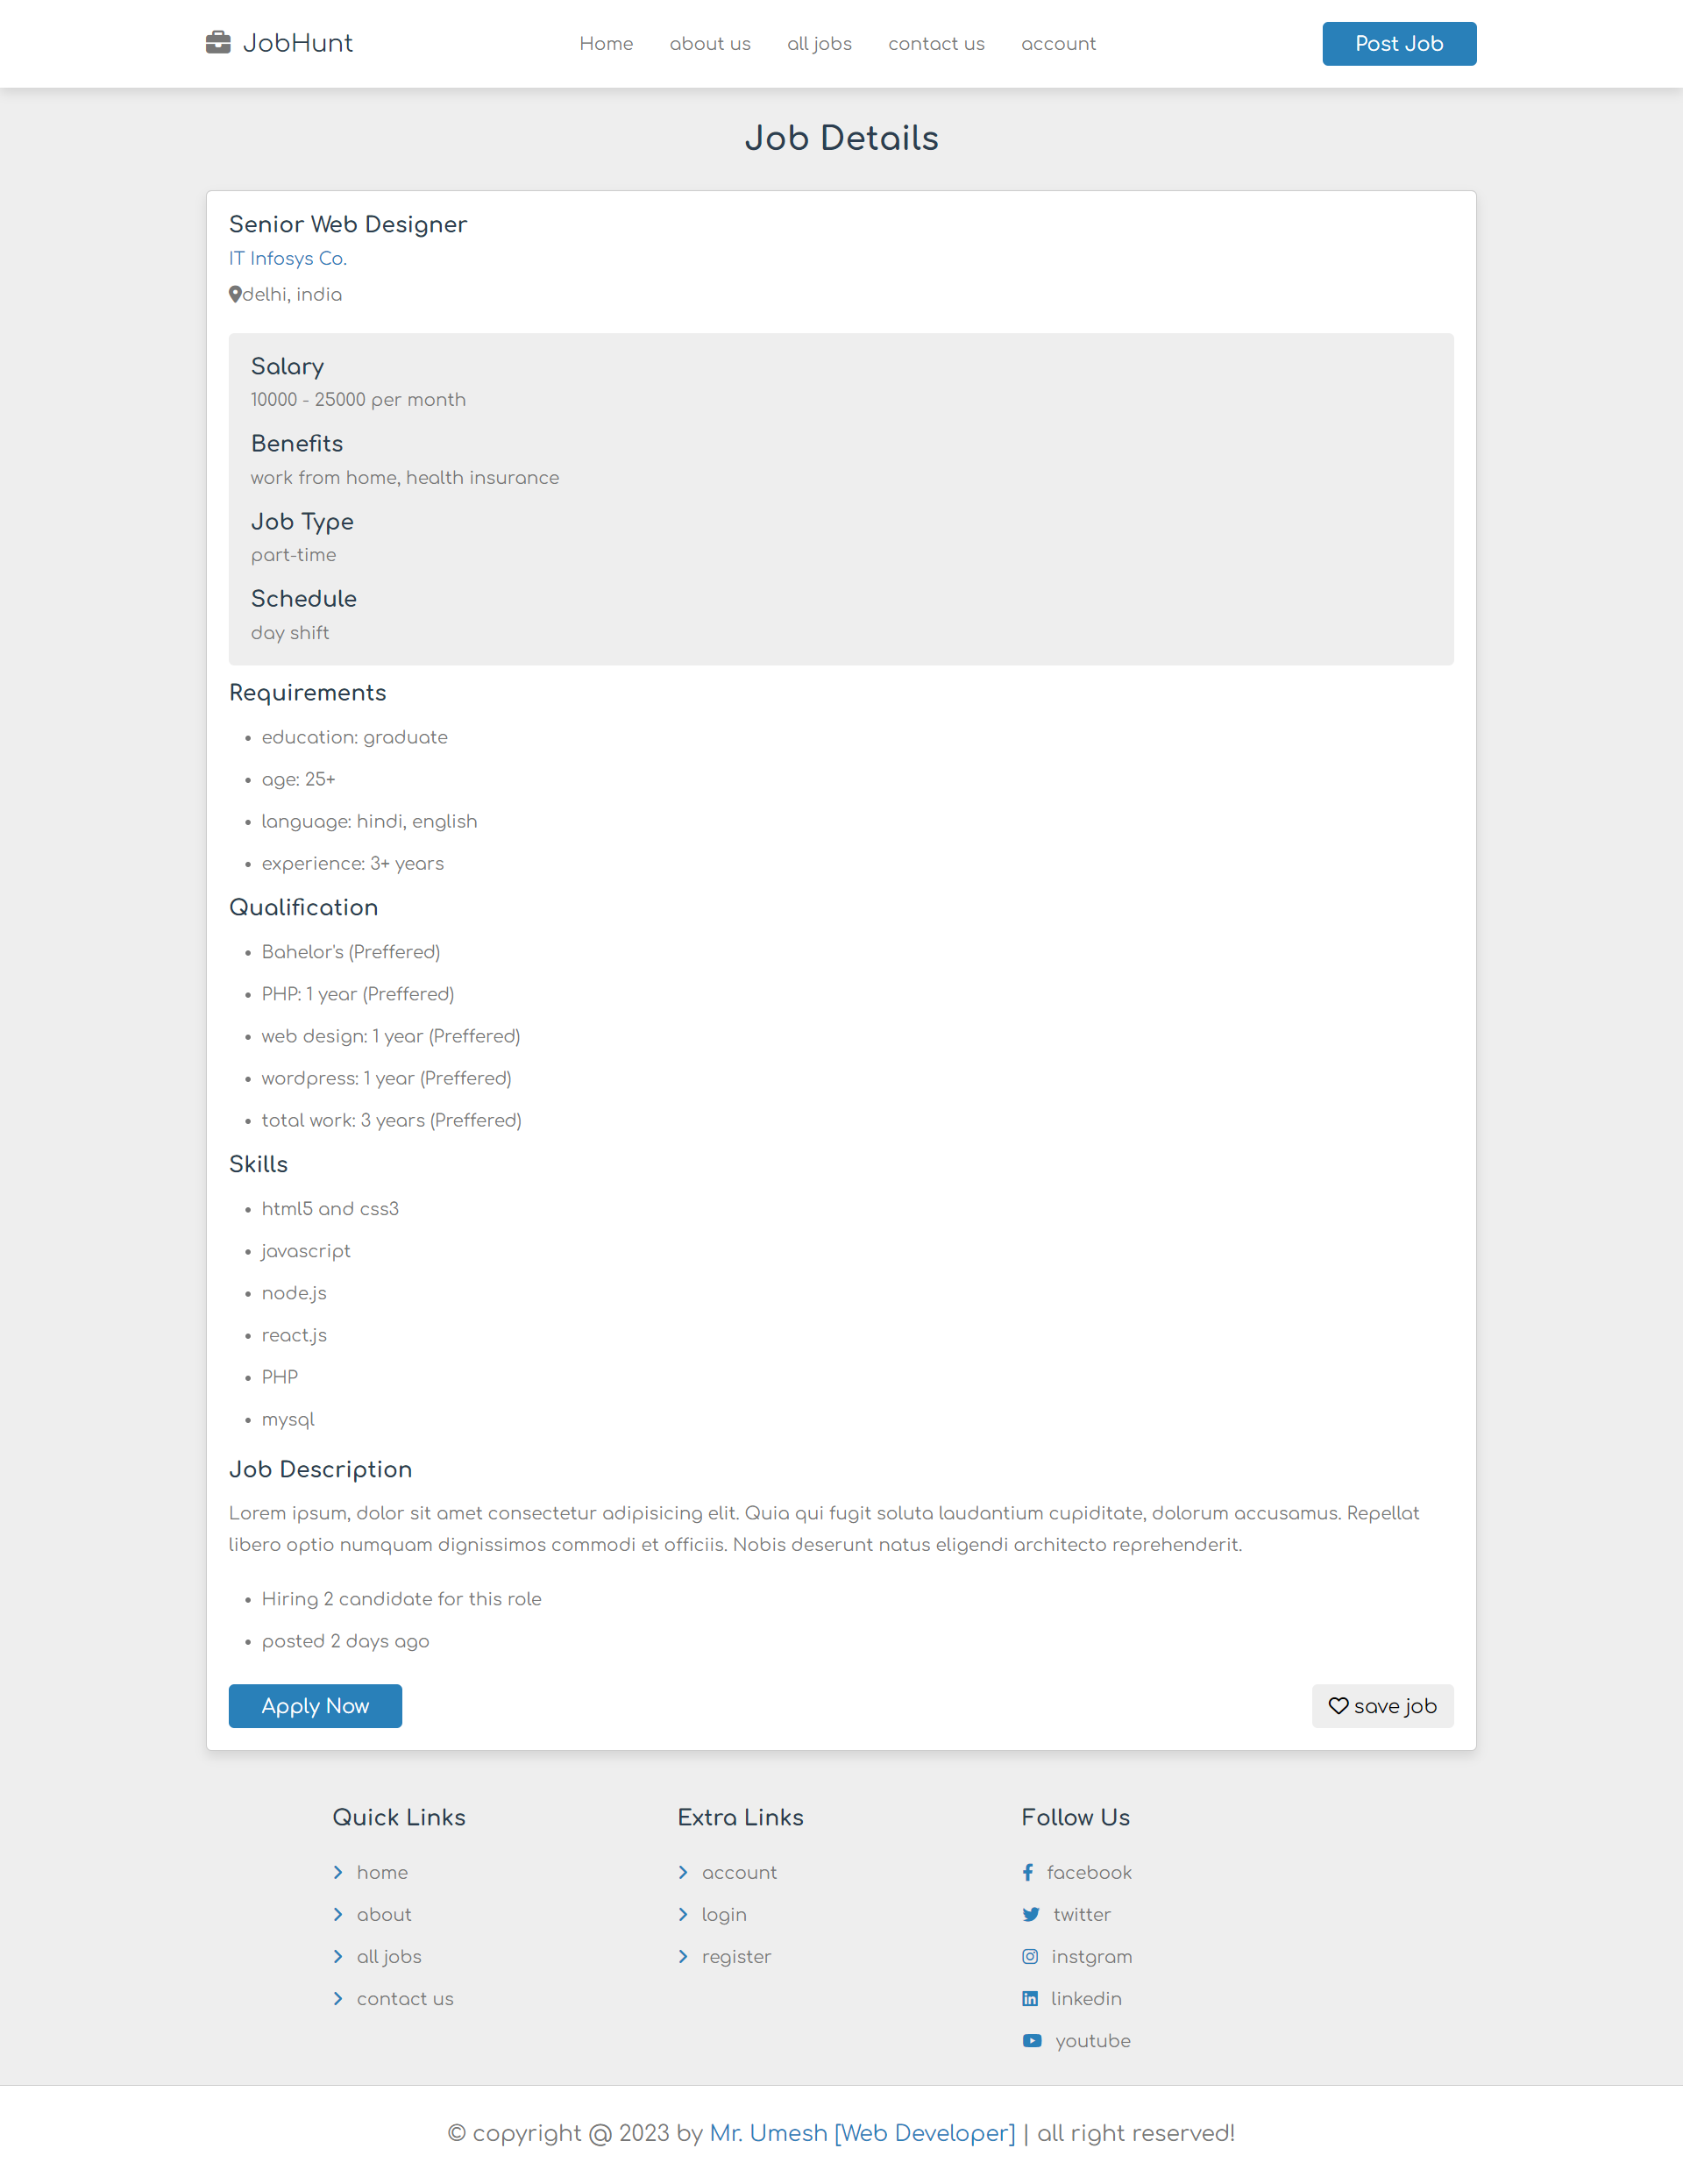 JobHunt
Home about us all jobs contact us account
Post Job
Job Details
Senior Web Designer
IT Infosys Co.
delhi, india
Salary
10000 - 25000 per month
Benefits
work from home, health insurance
Job Type
part-time
Schedule
day shift
Requirements
• education: graduate
• age: 25+
• language: hindi, english
• experience: 3+ years
Qualification
• Bahelor's (Preffered)
• PHP: 1 year (Preffered)
• web design: 1 year (Preffered)
• wordpress: 1 year (Preffered)
• total work: 3 years (Preffered)
Skills
• html5 and css3
• javascript
• node.js
• react.js
• PHP
• mysql
Job Description
Lorem ipsum, dolor sit amet consectetur adipisicing elit. Quia qui fugit soluta laudantium cupiditate, dolorum accusamus. Repellat
libero optio numquam dignissimos commodi et officiis. Nobis deserunt natus eligendi architecto reprehenderit.
• Hiring 2 candidate for this role
• posted 2 days ago
Apply Now
save job
Quick Links
home
about
all jobs
contact us
Extra Links
account
login
register
Follow Us
facebook
twitter
instgram
linkedin
youtube
© copyright @ 2023 by Mr. Umesh [Web Developer] | all right reserved!